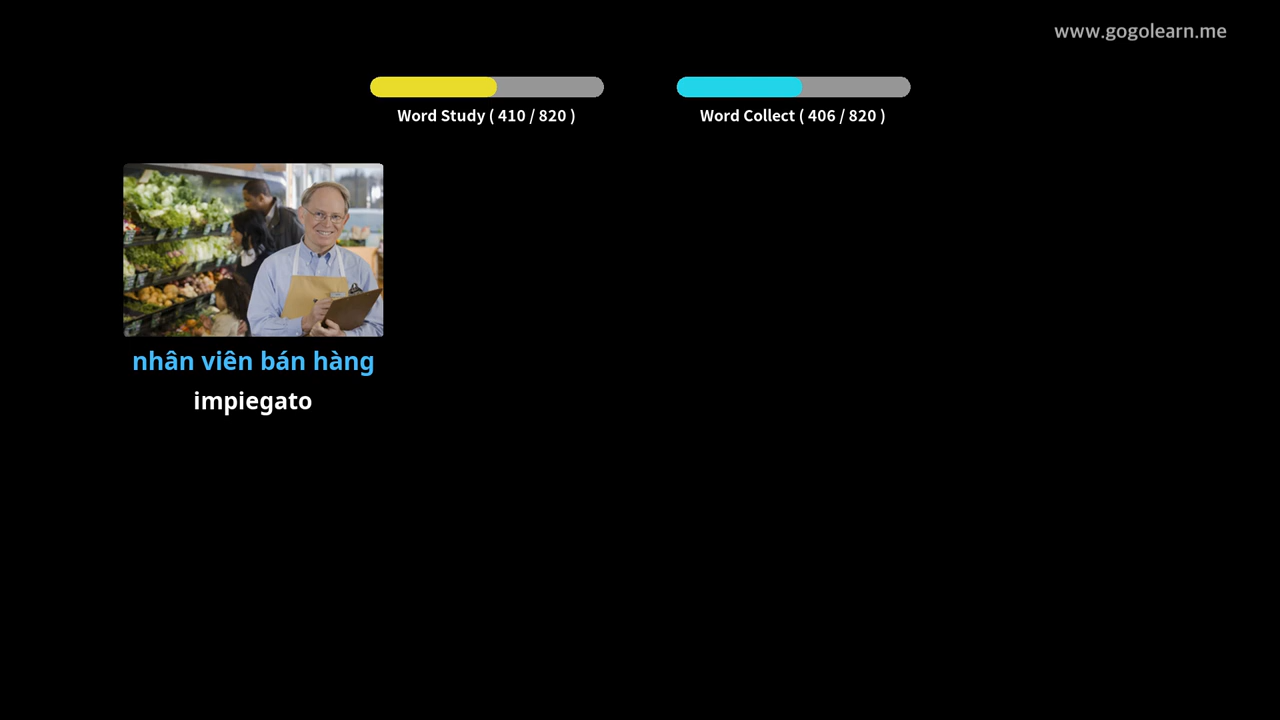 www.gogolearn.me
Word Study ( 410 / 820 )
Word Collect ( 406 / 820 )
nhân viên bán hàng
impiegato